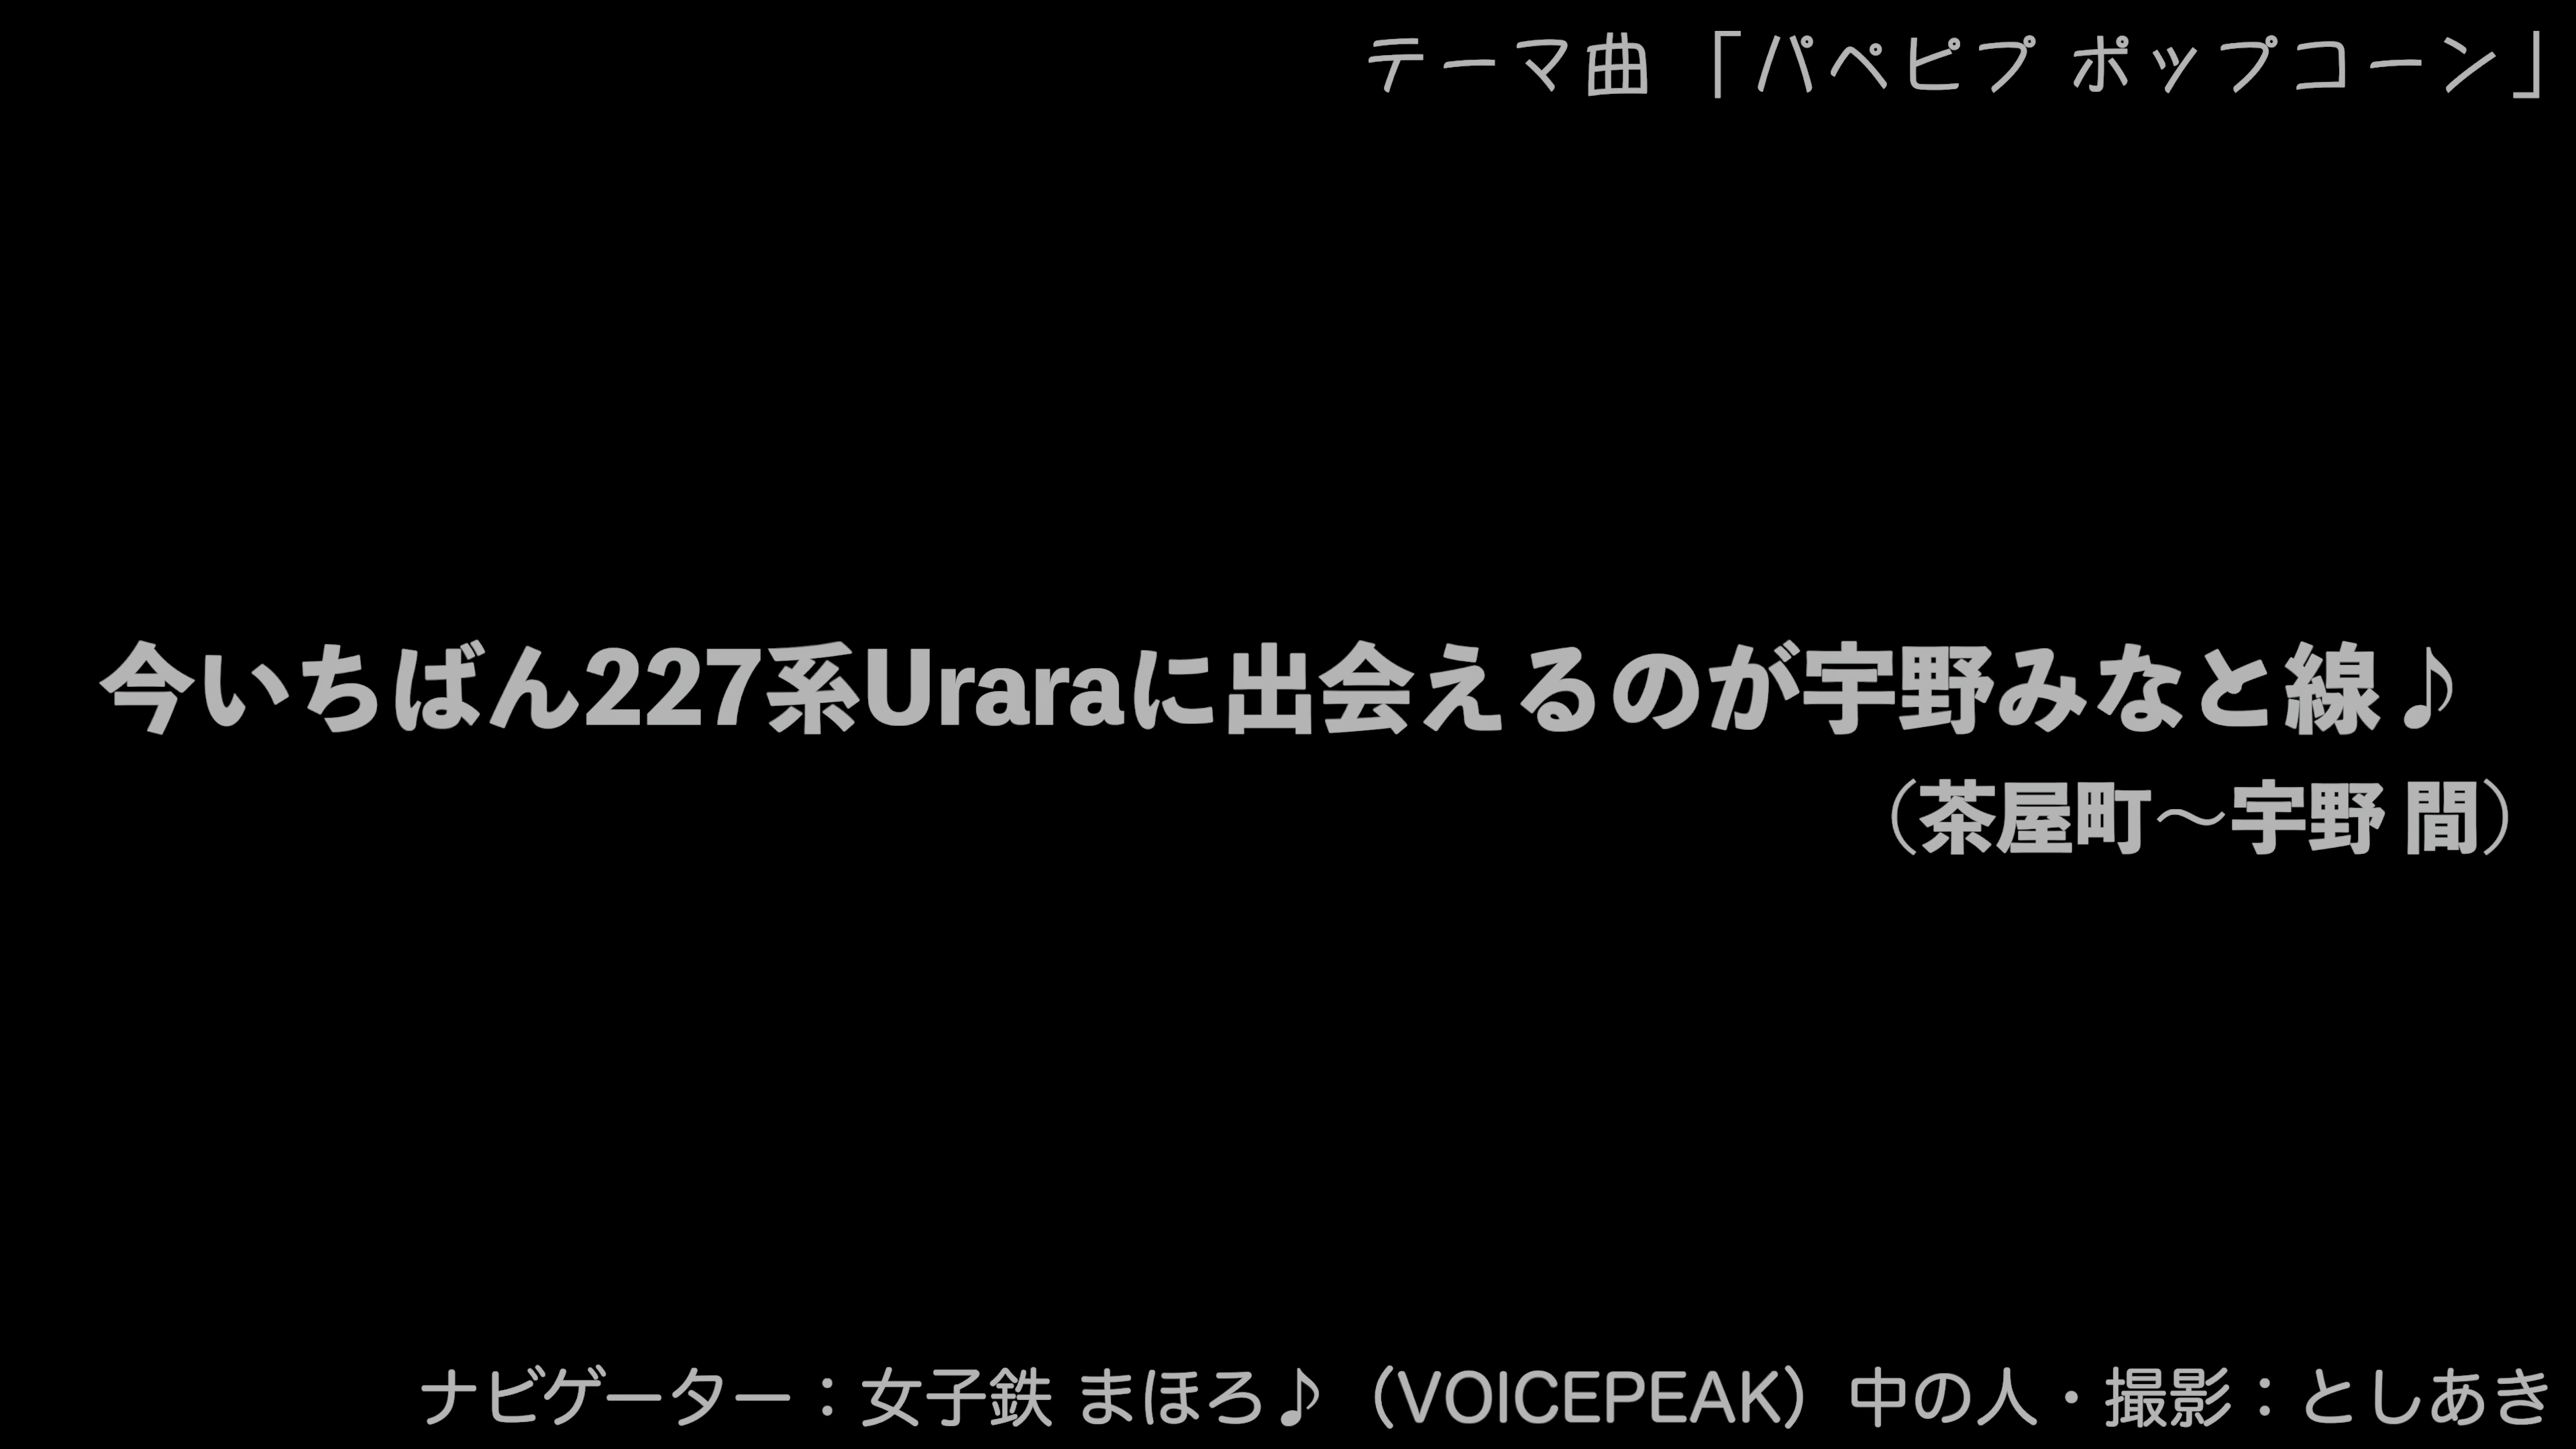 テーマ曲「パペピプ ポップコーン」
今いちばん227系Uraraに出会えるのが宇野みなと線♪
（茶屋町～宇野 間）
ナビゲーター：女子鉄 まほろ♪（VOICEPEAK）中の人・撮影：としあき